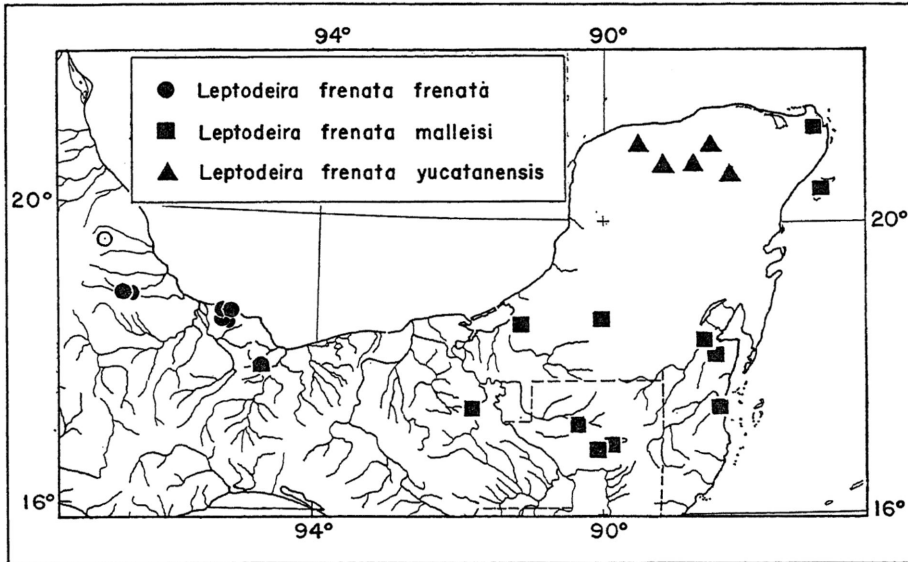 94° 90°
Leptodeira frenata frenatà
Leptodeira frenata malleisi
Leptodeira frenata yucatanensis
20° 20°
16° 16°
94° 90°